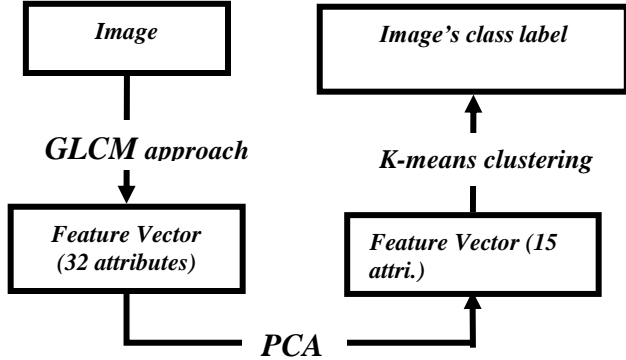 Image
GLCM approach
Feature Vector
(32 attributes)
PCA
Feature Vector (15
attri.)
K-means clustering
Image's class label